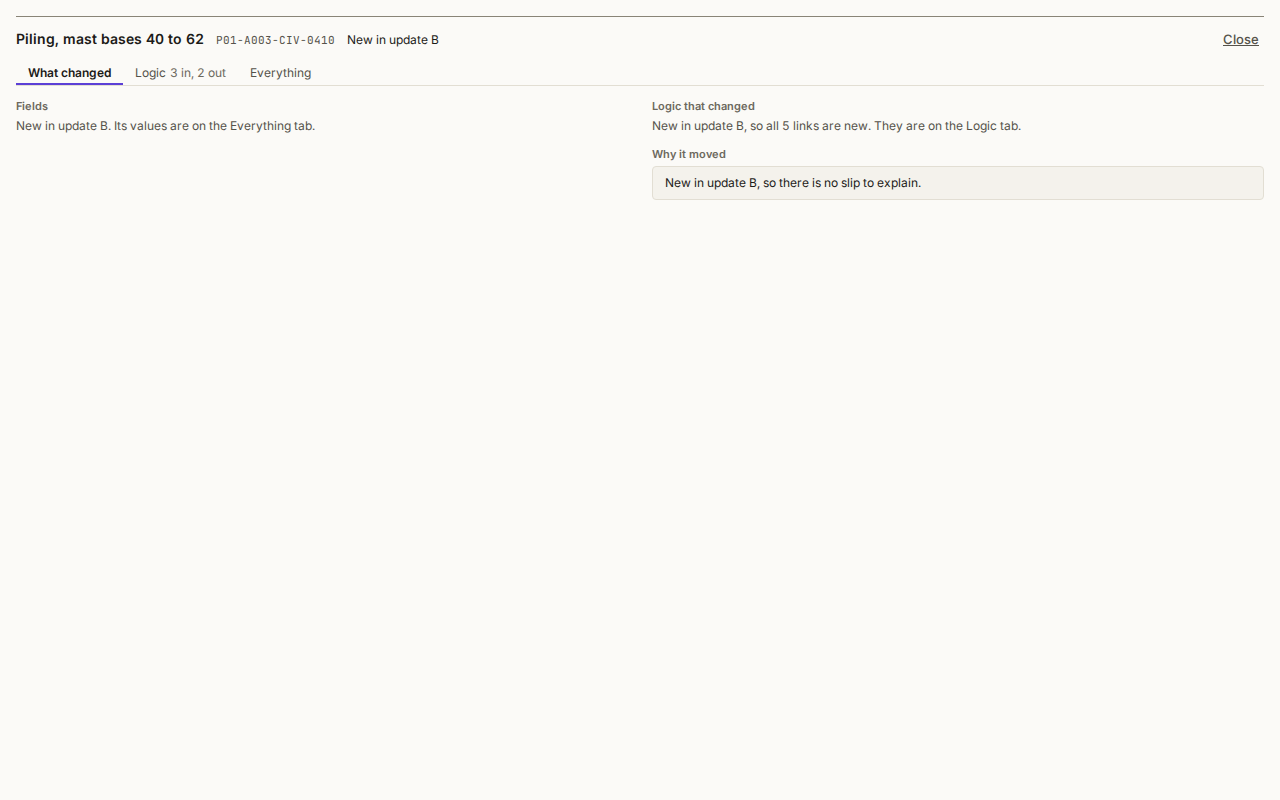 Piling, mast bases 40 to 62 P01-A003-CIV-0410 New in update B Close
What changed Logic 3 in, 2 out Everything
Fields
New in update B. Its values are on the Everything tab.
Logic that changed
New in update B, so all 5 links are new. They are on the Logic tab.
Why it moved
New in update B, so there is no slip to explain.